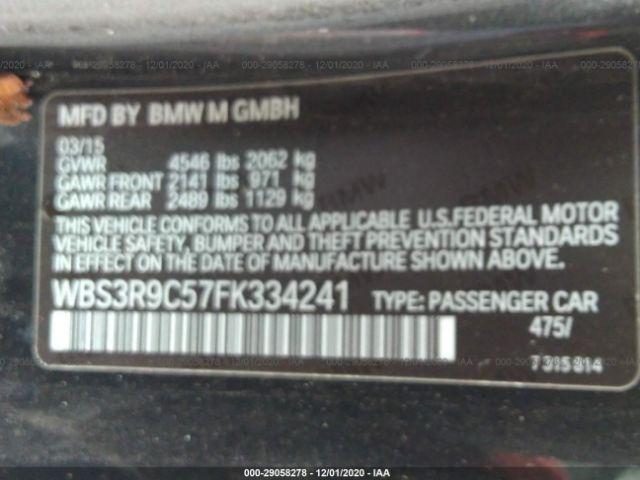 000-29058278 - 12/01/2020 - IAA
MFD BY BMW M GMBH
03/15
GVWR 4546 lbs 2062 kg
GAWR FRONT 2141 lbs 971 kg
GAWR REAR 2489 lbs 1129 kg
THIS VEHICLE CONFORMS TO ALL APPLICABLE U.S.FEDERAL MOTOR
VEHICLE SAFETY, BUMPER AND THEFT PREVENTION STANDARDS
IN EFFECT ON THE DATE OF MANUFACTURE SHOWN ABOVE.
WBS3R9C57FK334241 TYPE: PASSENGER CAR
475/
7315814
000-29058278 - 12/01/2020 - IAA